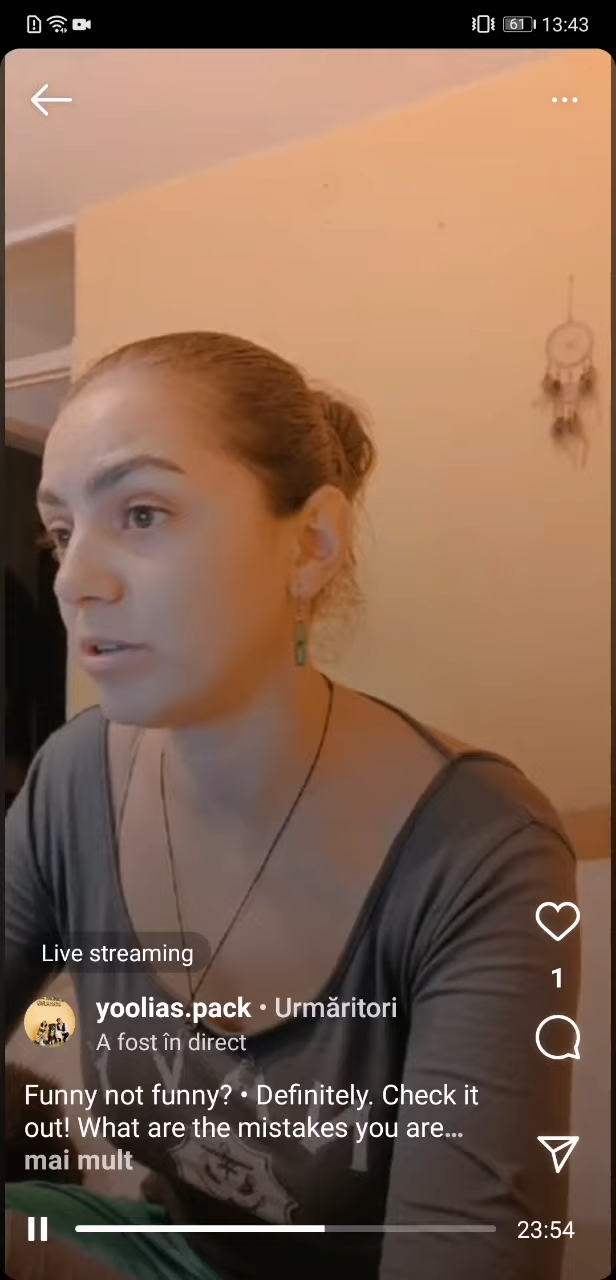 61 13:43
Live streaming
yoolias.pack • Urmăritori
A fost în direct
1
Funny not funny? • Definitely. Check it
out! What are the mistakes you are...
mai mult
23:54